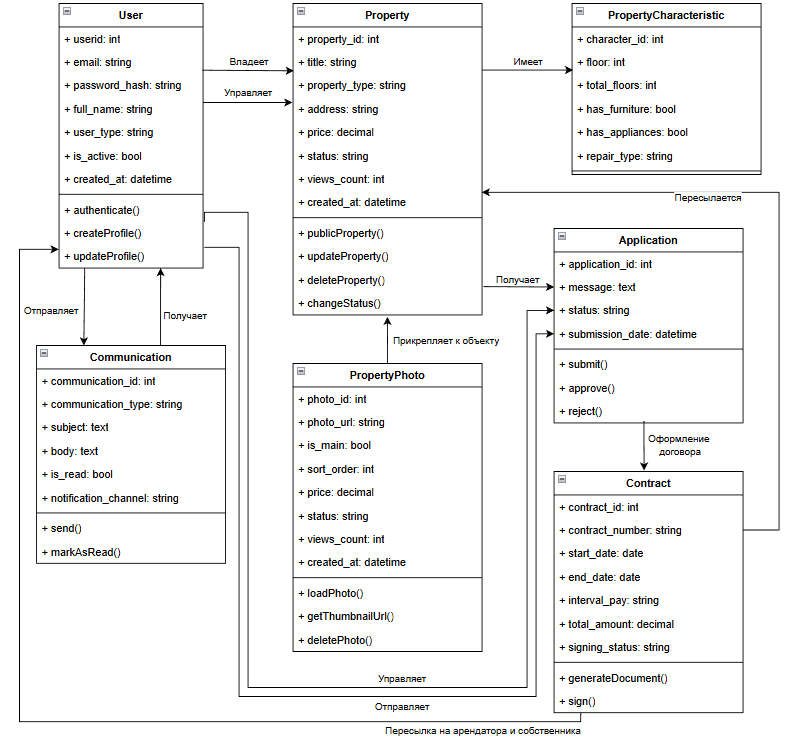 User
+ userid: int
+ email: string
+ password_hash: string
+ full_name: string
+ user_type: string
+ is_active: bool
+ created_at: datetime
+ authenticate()
+ createProfile()
+ updateProfile()
Владеет
Управляет
Property
+ property_id: int
+ title: string
+ property_type: string
+ address: string
+ price: decimal
+ status: string
+ views_count: int
+ created_at: datetime
+ publicProperty()
+ updateProperty()
+ deleteProperty()
+ changeStatus()
Имеет
PropertyCharacteristic
+ character_id: int
+ floor: int
+ total_floors: int
+ has_furniture: bool
+ has_appliances: bool
+ repair_type: string
Пересылается
Получает
Application
+ application_id: int
+ message: text
+ status: string
+ submission_date: datetime
+ submit()
+ approve()
+ reject()
Отправляет
Получает
Communication
+ communication_id: int
+ communication_type: string
+ subject: text
+ body: text
+ is_read: bool
+ notification_channel: string
+ send()
+ markAsRead()
Прикрепляет к объекту
PropertyPhoto
+ photo_id: int
+ photo_url: string
+ is_main: bool
+ sort_order: int
+ price: decimal
+ status: string
+ views_count: int
+ created_at: datetime
+ loadPhoto()
+ getThumbnailUrl()
+ deletePhoto()
Оформление
договора
Contract
+ contract_id: int
+ contract_number: string
+ start_date: date
+ end_date: date
+ interval_pay: string
+ total_amount: decimal
+ signing_status: string
+ generateDocument()
+ sign()
Управляет
Отправляет
Пересылка на арендатора и собственника